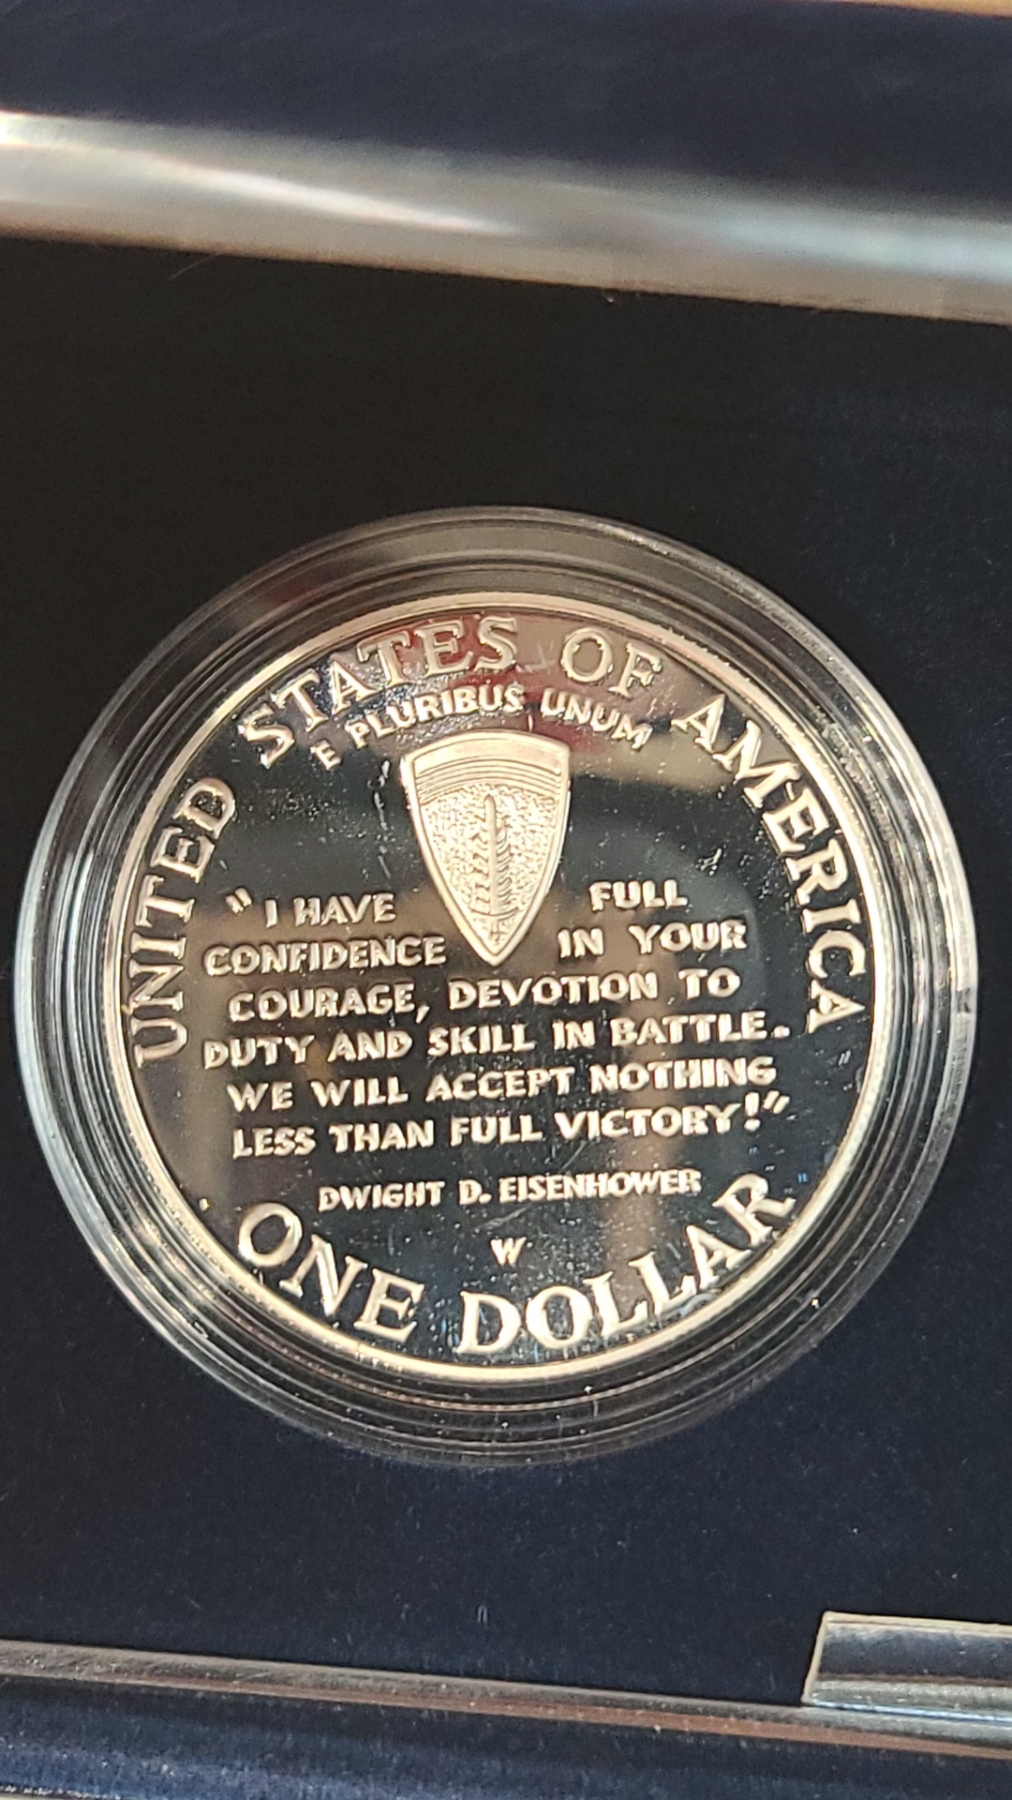 UNITED STATES OF AMERICA
E PLURIBUS UNUM
"I HAVE FULL
CONFIDENCE IN YOUR
COURAGE, DEVOTION TO
DUTY AND SKILL IN BATTLE.
WE WILL ACCEPT NOTHING
LESS THAN FULL VICTORY!"
DWIGHT D. EISENHOWER
W
ONE DOLLAR